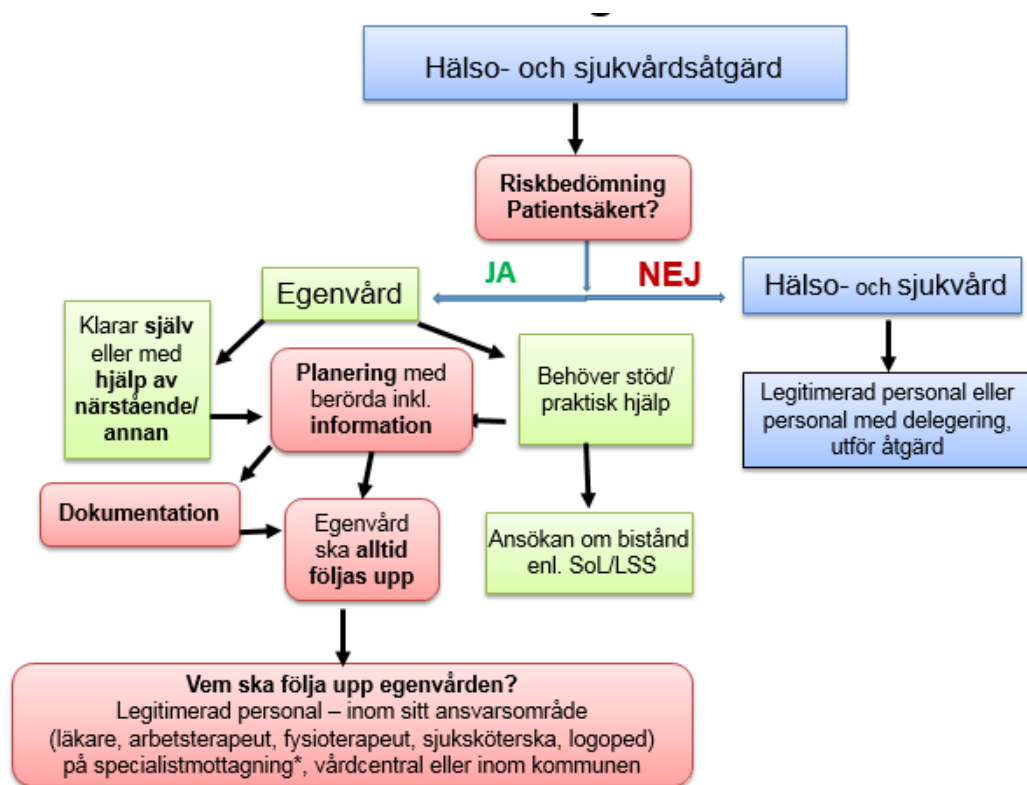 Hälso- och sjukvårdsåtgärd
Riskbedömning
Patientsäkert?
JA
NEJ
Egenvård
Hälso- och sjukvård
Klarar själv
eller med
hjälp av
närstående/
annan
Planering med
berörda inkl.
information
Behöver stöd/
praktisk hjälp
Legitimerad personal eller
personal med delegering,
utför åtgärd
Dokumentation
Egenvård
ska alltid
följas upp
Ansökan om bistånd
enl. SoL/LSS
Vem ska följa upp egenvården?
Legitimerad personal – inom sitt ansvarsområde
(läkare, arbetsterapeut, fysioterapeut, sjuksköterska, logoped)
på specialistmottagning*, vårdcentral eller inom kommunen